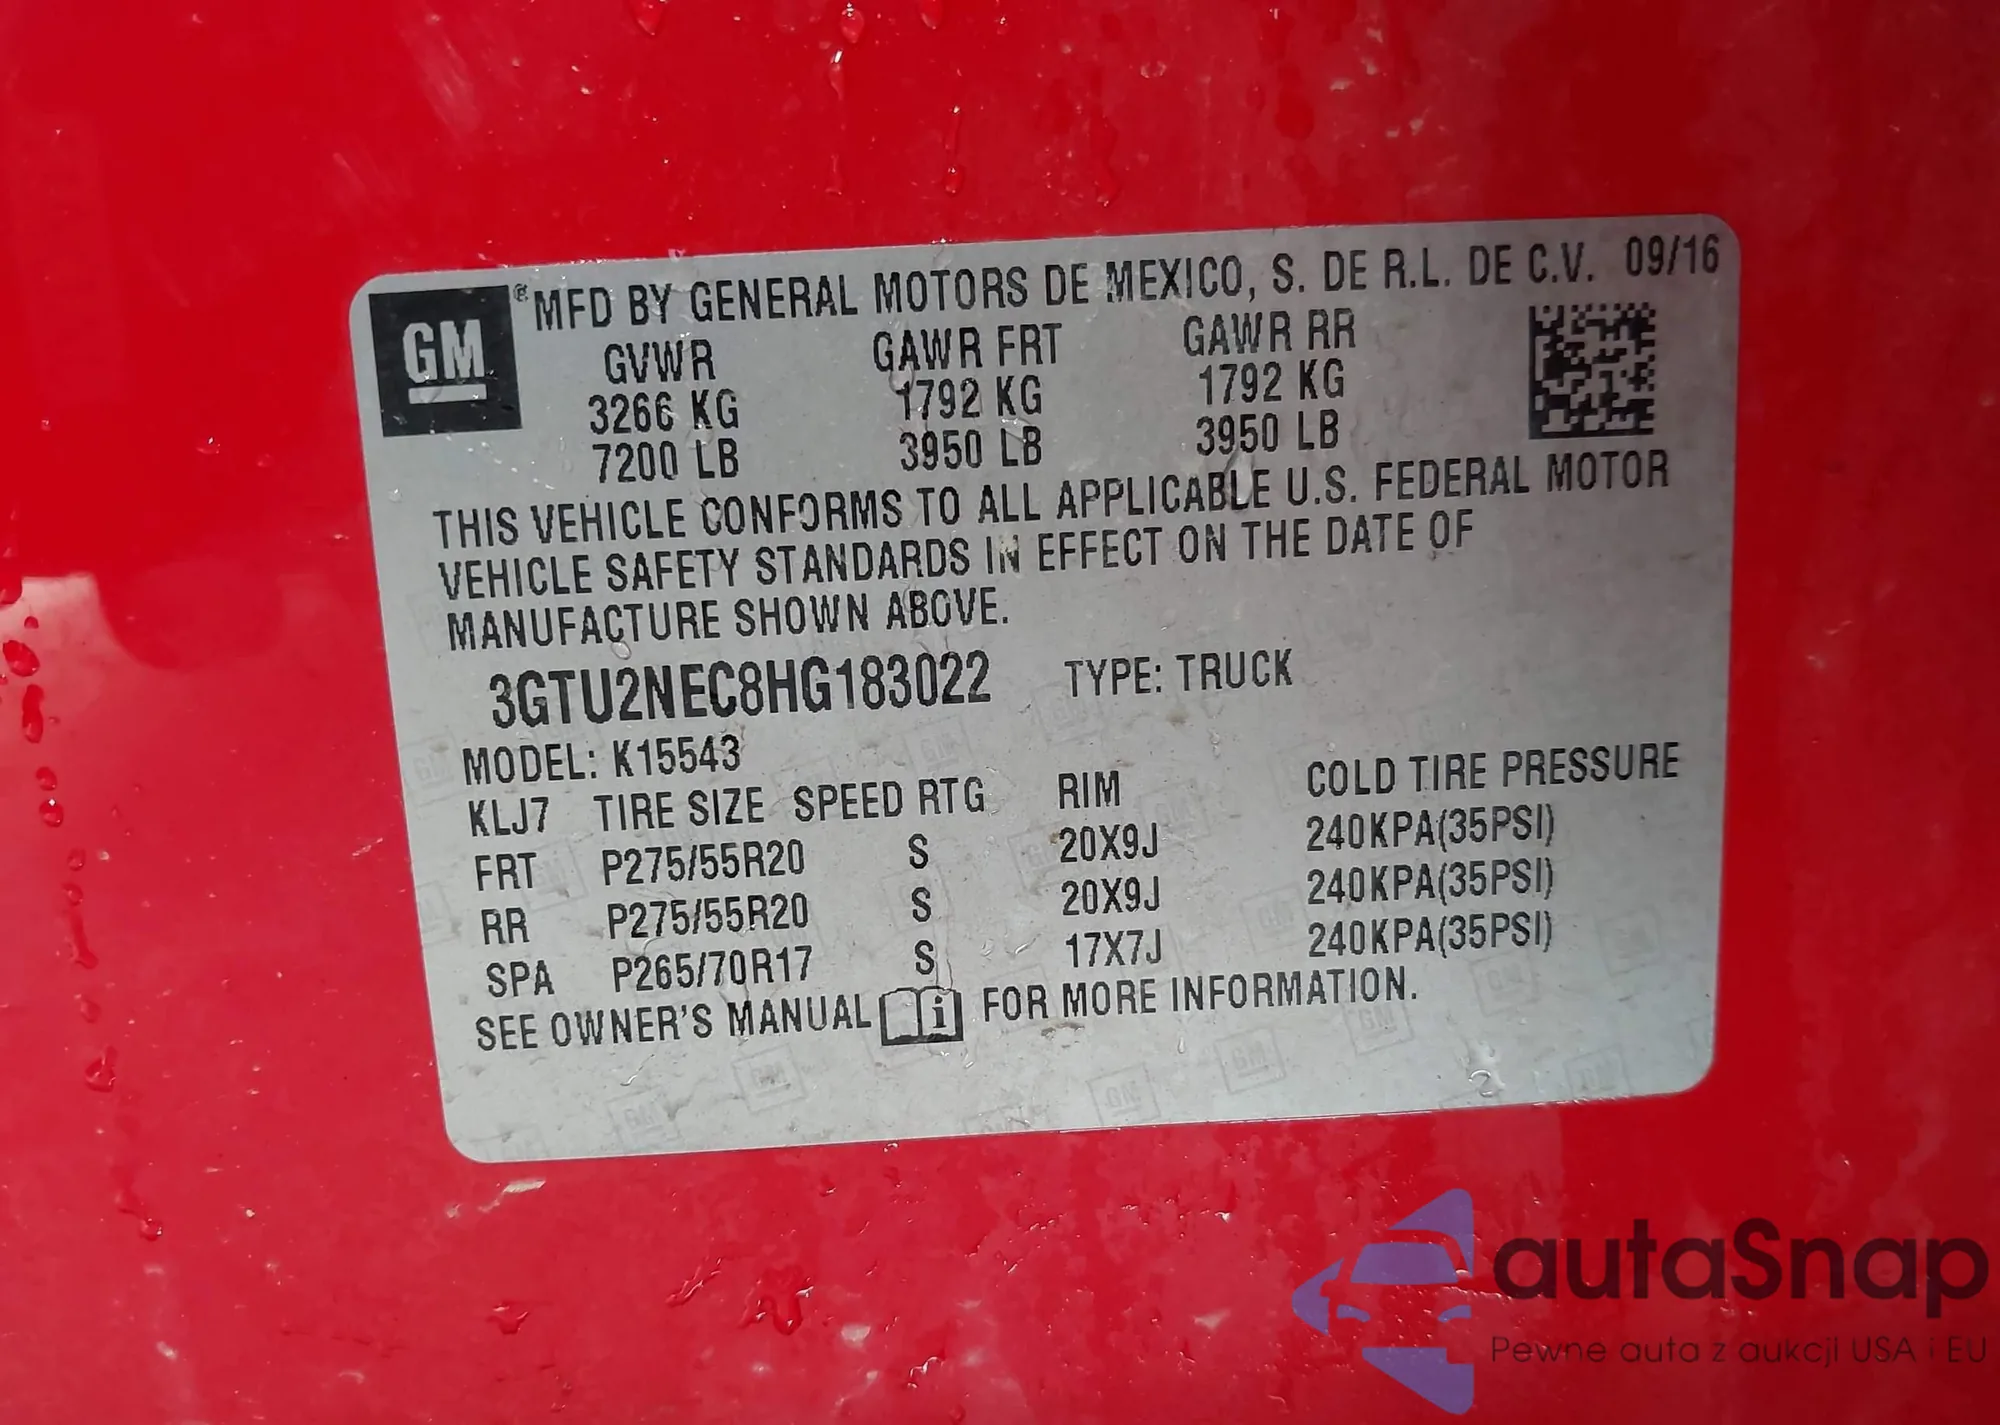 GM
® MFD BY GENERAL MOTORS DE MEXICO, S. DE R.L. DE C.V. 09/16
GVWR GAWR FRT GAWR RR
3266 KG 1792 KG 1792 KG
7200 LB 3950 LB 3950 LB
THIS VEHICLE CONFORMS TO ALL APPLICABLE U.S. FEDERAL MOTOR
VEHICLE SAFETY STANDARDS IN EFFECT ON THE DATE OF
MANUFACTURE SHOWN ABOVE.
3GTU2NEC8HG183022 TYPE: TRUCK
MODEL: K15543
KLJ7 TIRE SIZE SPEED RTG RIM COLD TIRE PRESSURE
FRT P275/55R20 S 20X9J 240KPA(35PSI)
RR P275/55R20 S 20X9J 240KPA(35PSI)
SPA P265/70R17 S 17X7J 240KPA(35PSI)
SEE OWNER'S MANUAL i FOR MORE INFORMATION.
autaSnap
Pewne auta z aukcji USA i EU